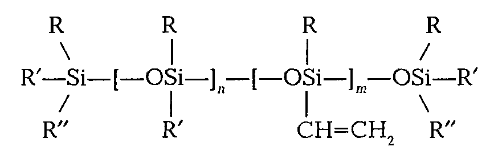 R R R R
R′—Si—[—OSi—]n—[—OSi—]m—OSi—R′
R″ R′ CH=CH₂ R″